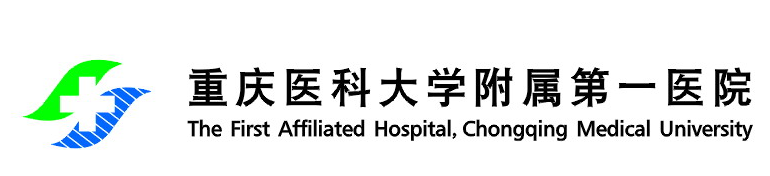 重庆医科大学附属第一医院
The First Affiliated Hospital, Chongqing Medical University